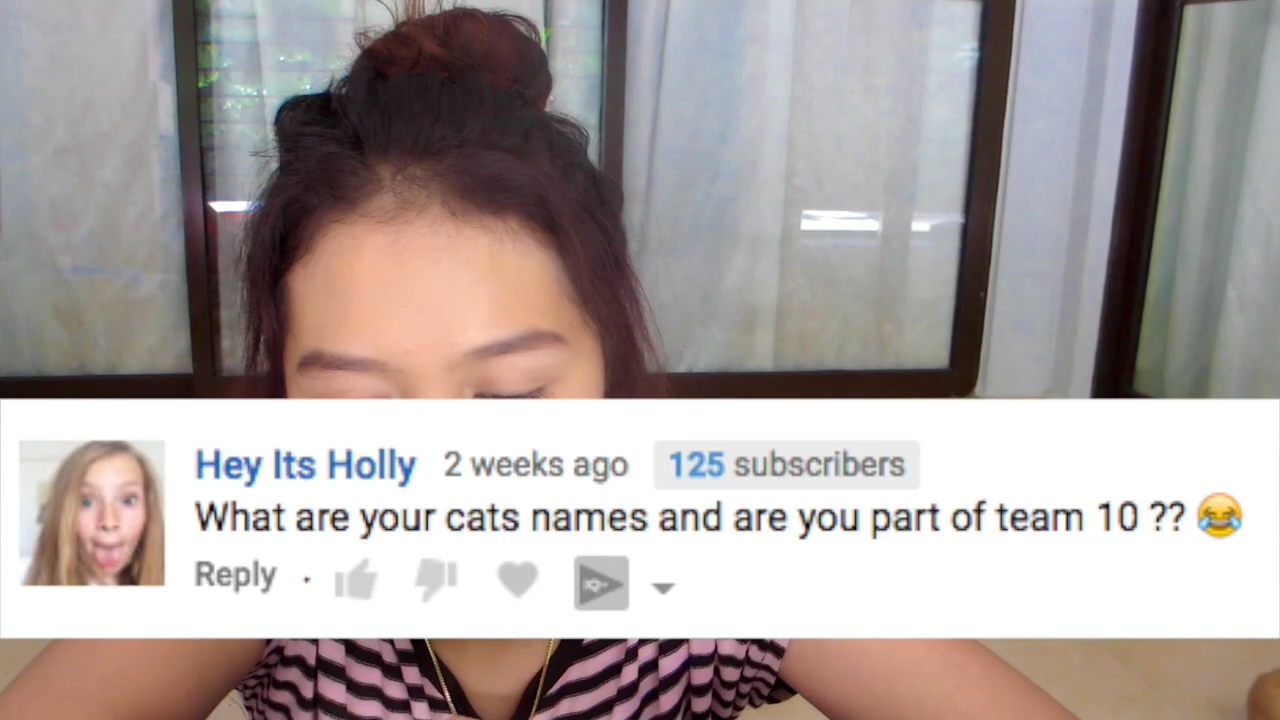 Hey Its Holly 2 weeks ago 125 subscribers
What are your cats names and are you part of team 10 ?? 😂
Reply ·